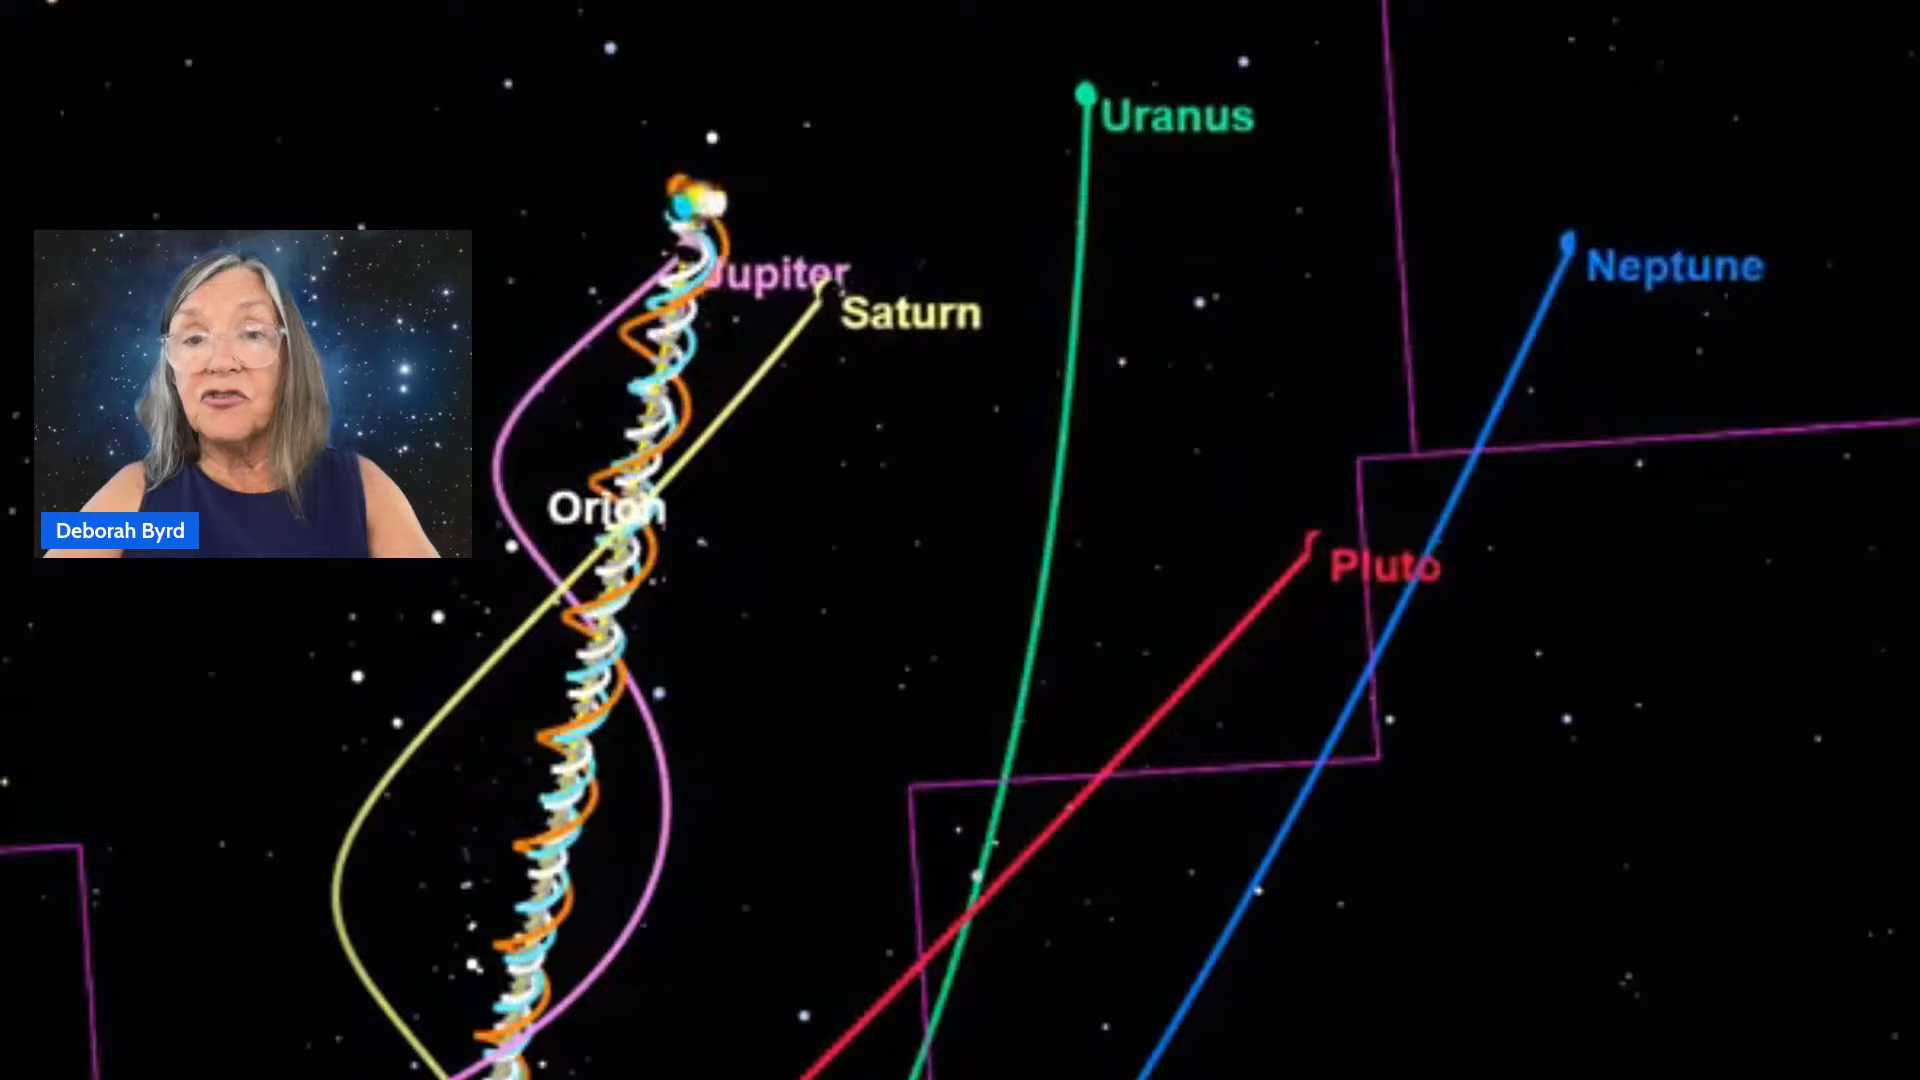 Uranus
Neptune
Jupiter
Saturn
Orion
Deborah Byrd
Pluto